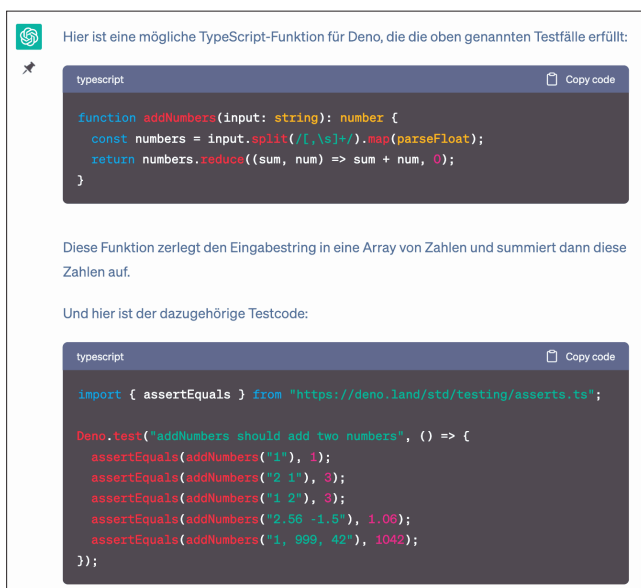 Hier ist eine mögliche TypeScript-Funktion für Deno, die die oben genannten Testfälle erfüllt:
typescript Copy code
function addNumbers(input: string): number {
  const numbers = input.split(/[,\s]+/).map(parseFloat);
  return numbers.reduce((sum, num) => sum + num, 0);
}
Diese Funktion zerlegt den Eingabestring in eine Array von Zahlen und summiert dann diese
Zahlen auf.
Und hier ist der dazugehörige Testcode:
typescript Copy code
import { assertEquals } from "https://deno.land/std/testing/asserts.ts";
Deno.test("addNumbers should add two numbers", () => {
  assertEquals(addNumbers("1"), 1);
  assertEquals(addNumbers("2 1"), 3);
  assertEquals(addNumbers("1 2"), 3);
  assertEquals(addNumbers("2.56 -1.5"), 1.06);
  assertEquals(addNumbers("1, 999, 42"), 1042);
});